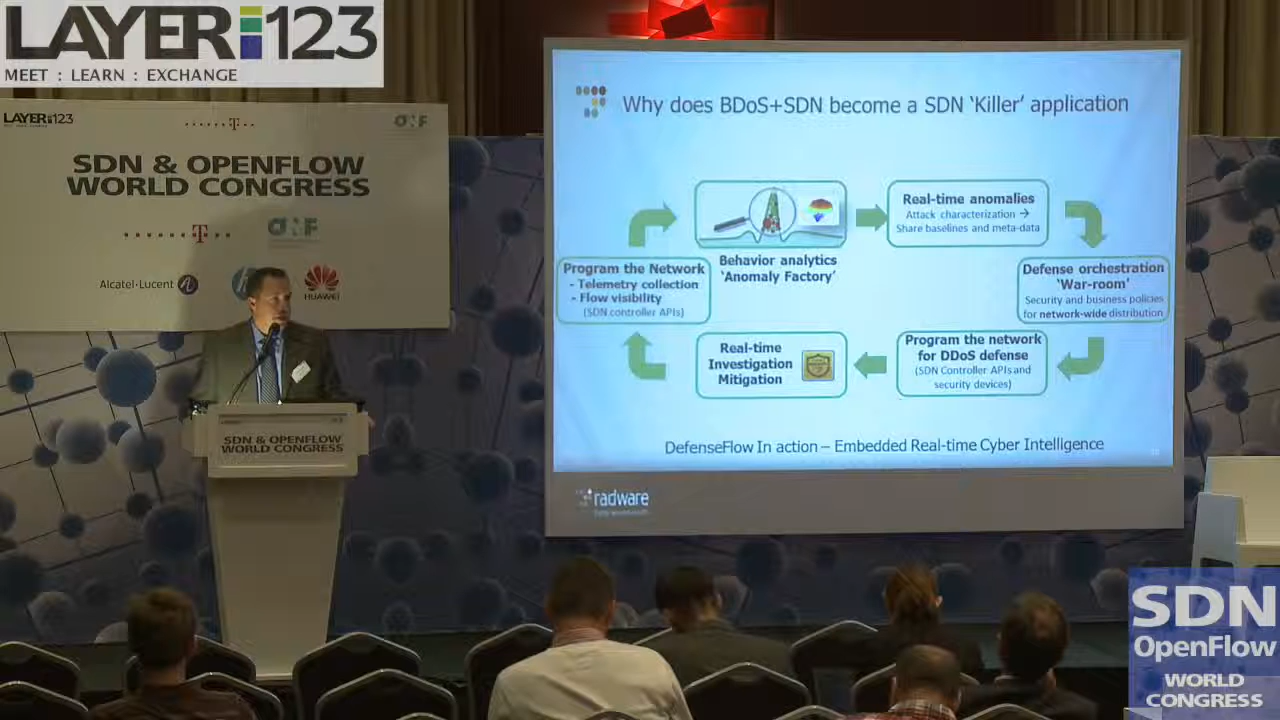 LAYER123
MEET : LEARN : EXCHANGE
LAYER123
T
ONF
SDN & OPENFLOW
WORLD CONGRESS
T
ONF
Alcatel·Lucent
HUAWEI
SDN & OPENFLOW
WORLD CONGRESS
Why does BDoS+SDN become a SDN ‘Killer’ application
Behavior analytics
‘Anomaly Factory’
Real-time anomalies
Attack characterization →
Share baselines and meta-data
Defense orchestration
‘War-room’
Security and business policies
for network-wide distribution
Program the network
for DDoS defense
(SDN Controller APIs and
security devices)
Real-time
Investigation
Mitigation
Program the Network
- Telemetry collection
- Flow visibility
(SDN controller APIs)
DefenseFlow In action – Embedded Real-time Cyber Intelligence
radware
SDN
OpenFlow
WORLD
CONGRESS